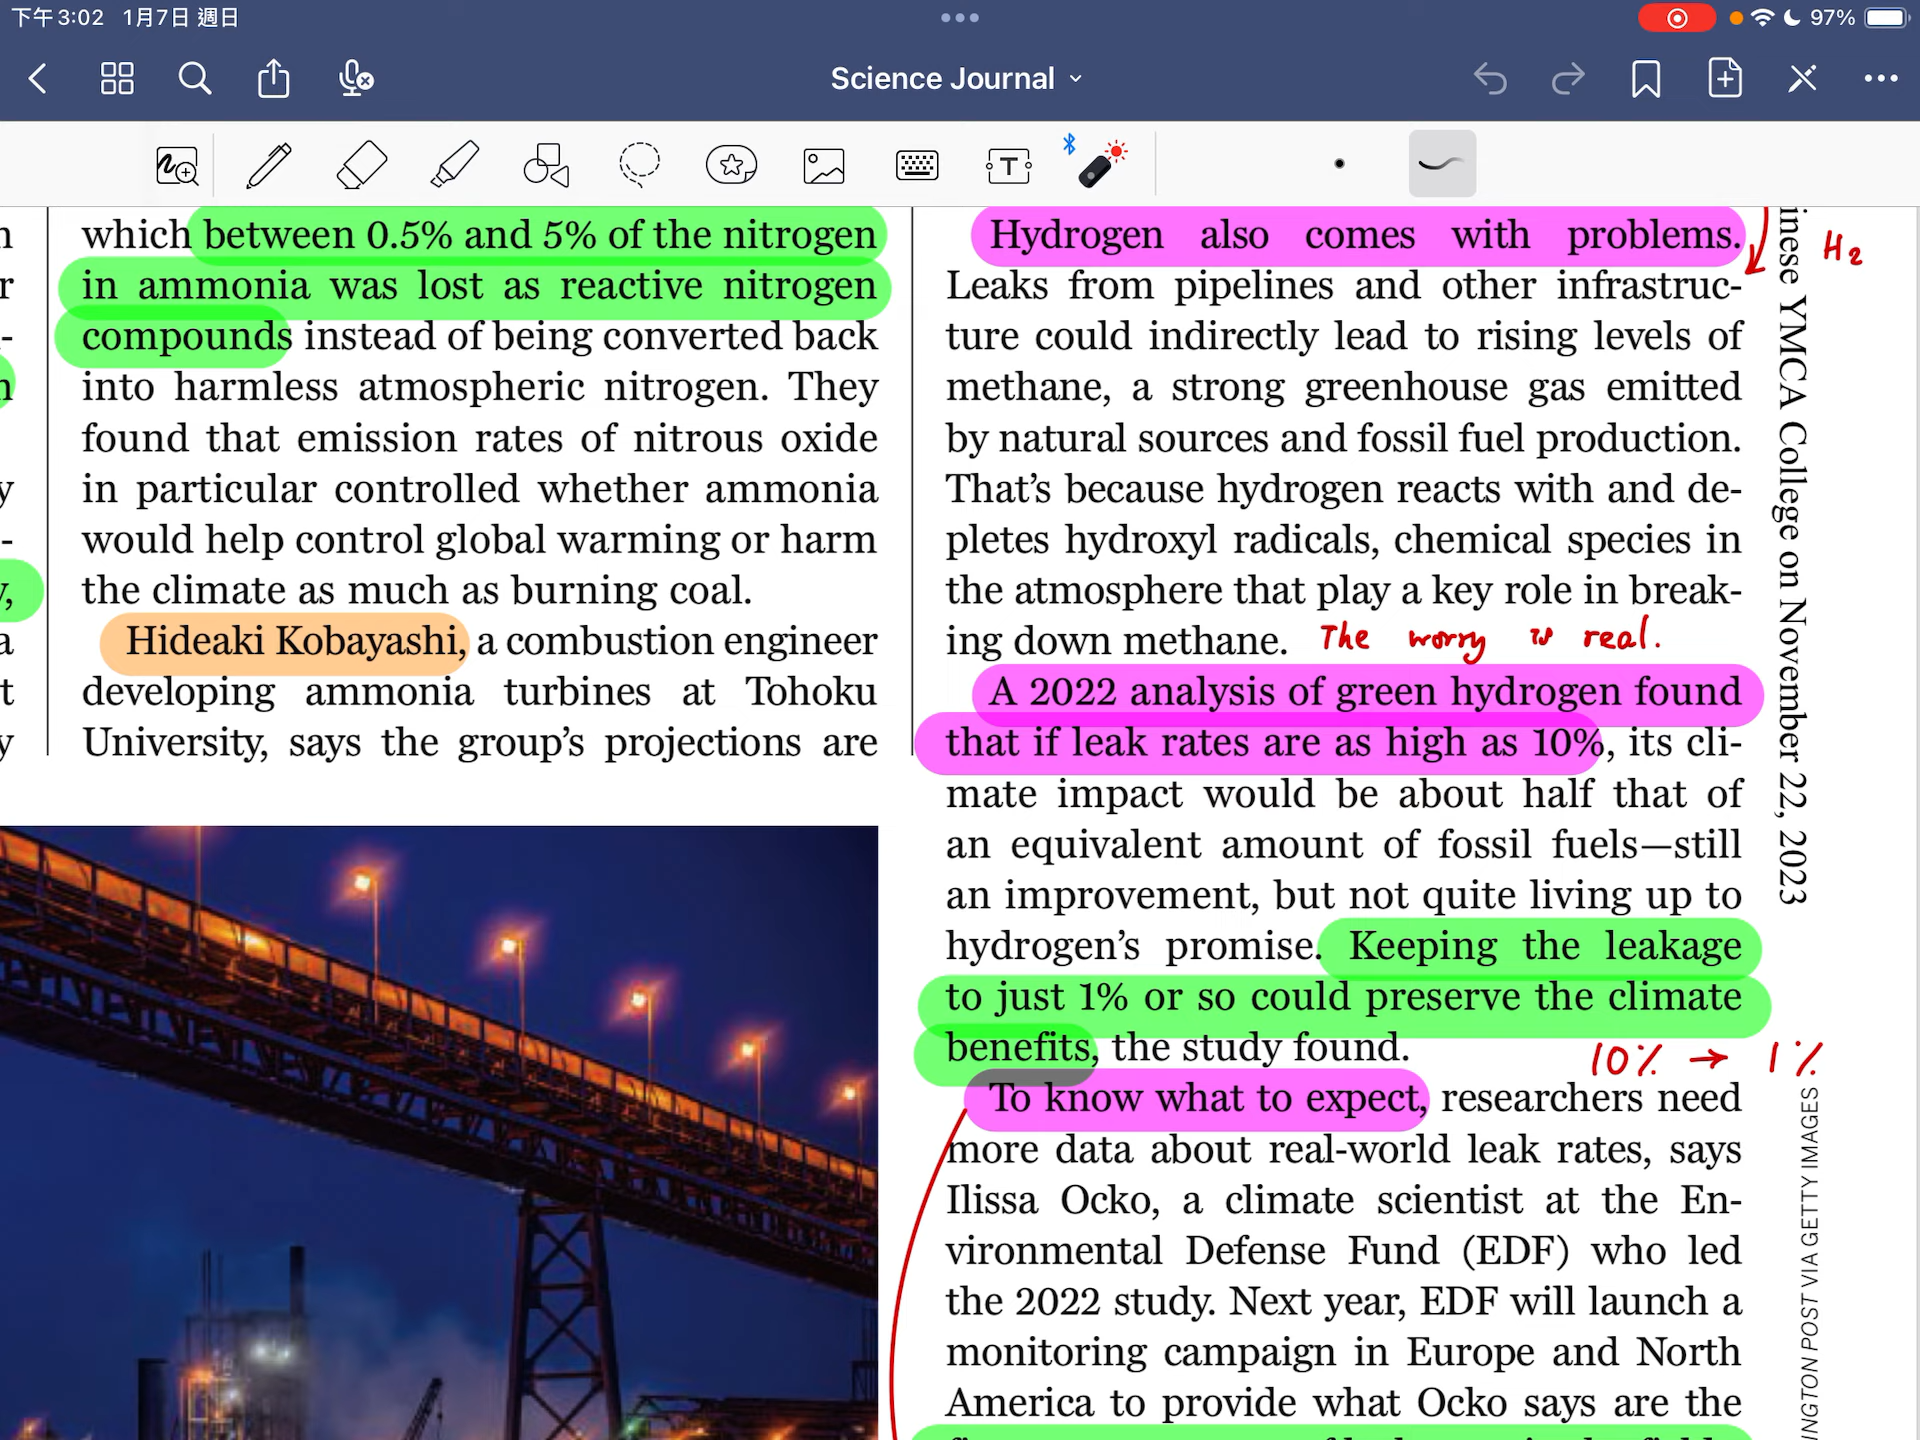 下午3:02 1月7日 週日
97%
Science Journal
T
which between 0.5% and 5% of the nitrogen
in ammonia was lost as reactive nitrogen
compounds instead of being converted back
into harmless atmospheric nitrogen. They
found that emission rates of nitrous oxide
in particular controlled whether ammonia
would help control global warming or harm
the climate as much as burning coal.
Hideaki Kobayashi, a combustion engineer
developing ammonia turbines at Tohoku
University, says the group’s projections are
Hydrogen also comes with problems.
H₂
Leaks from pipelines and other infrastruc-
ture could indirectly lead to rising levels of
methane, a strong greenhouse gas emitted
by natural sources and fossil fuel production.
That’s because hydrogen reacts with and de-
pletes hydroxyl radicals, chemical species in
the atmosphere that play a key role in break-
ing down methane. The worry is real.
A 2022 analysis of green hydrogen found
that if leak rates are as high as 10%, its cli-
mate impact would be about half that of
an equivalent amount of fossil fuels—still
an improvement, but not quite living up to
hydrogen’s promise. Keeping the leakage
to just 1% or so could preserve the climate
benefits, the study found.
10% → 1%
To know what to expect, researchers need
more data about real-world leak rates, says
Ilissa Ocko, a climate scientist at the En-
vironmental Defense Fund (EDF) who led
the 2022 study. Next year, EDF will launch a
monitoring campaign in Europe and North
America to provide what Ocko says are the
inese YMCA College on November 22, 2023
INGTON POST VIA GETTY IMAGES